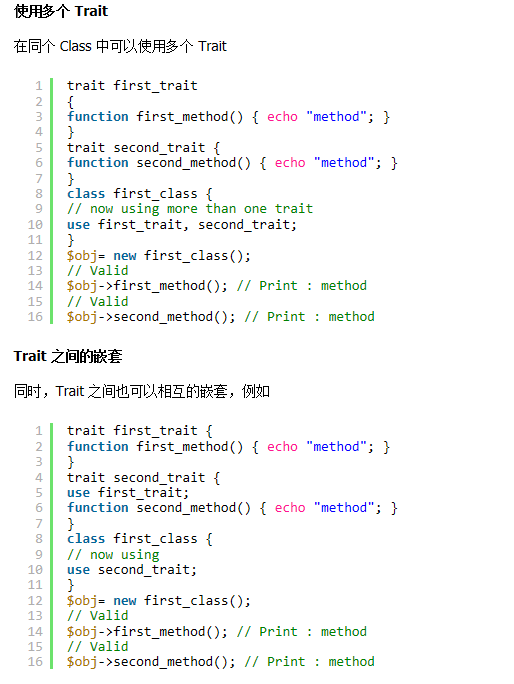 使用多个 Trait
在同个 Class 中可以使用多个 Trait
1 trait first_trait
2 {
3 function first_method() { echo "method"; }
4 }
5 trait second_trait {
6 function second_method() { echo "method"; }
7 }
8 class first_class {
9 // now using more than one trait
10 use first_trait, second_trait;
11 }
12 $obj= new first_class();
13 // Valid
14 $obj->first_method(); // Print : method
15 // Valid
16 $obj->second_method(); // Print : method
Trait 之间的嵌套
同时，Trait 之间也可以相互的嵌套，例如
1 trait first_trait {
2 function first_method() { echo "method"; }
3 }
4 trait second_trait {
5 use first_trait;
6 function second_method() { echo "method"; }
7 }
8 class first_class {
9 // now using
10 use second_trait;
11 }
12 $obj= new first_class();
13 // Valid
14 $obj->first_method(); // Print : method
15 // Valid
16 $obj->second_method(); // Print : method